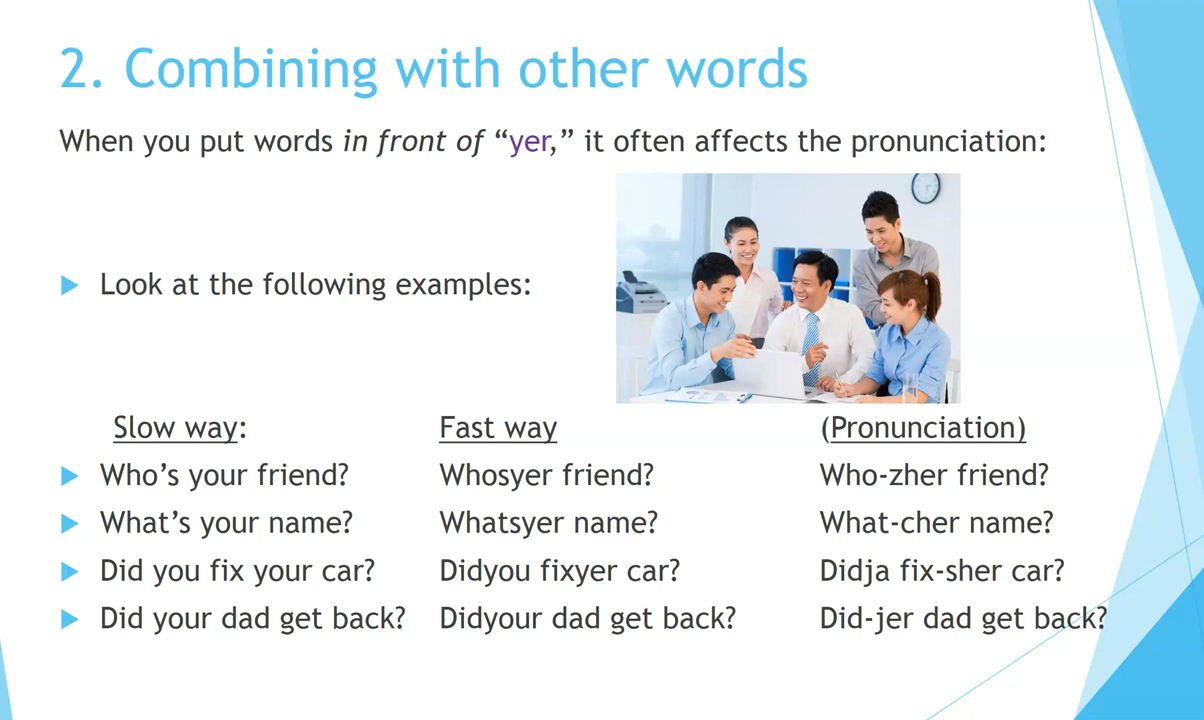 2. Combining with other words
When you put words in front of “yer,” it often affects the pronunciation:
Look at the following examples:
Slow way: Fast way (Pronunciation)
Who’s your friend? Whosyer friend? Who-zher friend?
What’s your name? Whatsyer name? What-cher name?
Did you fix your car? Didyou fixyer car? Didja fix-sher car?
Did your dad get back? Didyour dad get back? Did-jer dad get back?